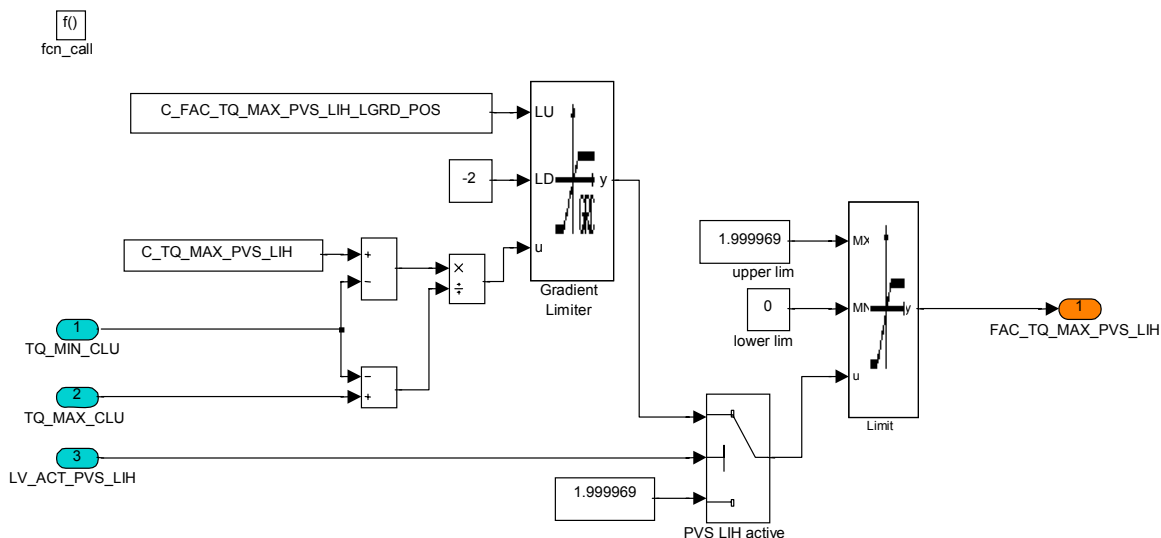 f()
fcn_call
C_FAC_TQ_MAX_PVS_LIH_LGRD_POS
LU
-2
LD
y
C_TQ_MAX_PVS_LIH
+
−
×
÷
u
Gradient
Limiter
1
TQ_MIN_CLU
−
+
2
TQ_MAX_CLU
3
LV_ACT_PVS_LIH
1.999969
upper lim
MX
0
lower lim
MN
y
u
Limit
1
FAC_TQ_MAX_PVS_LIH
1.999969
PVS LIH active